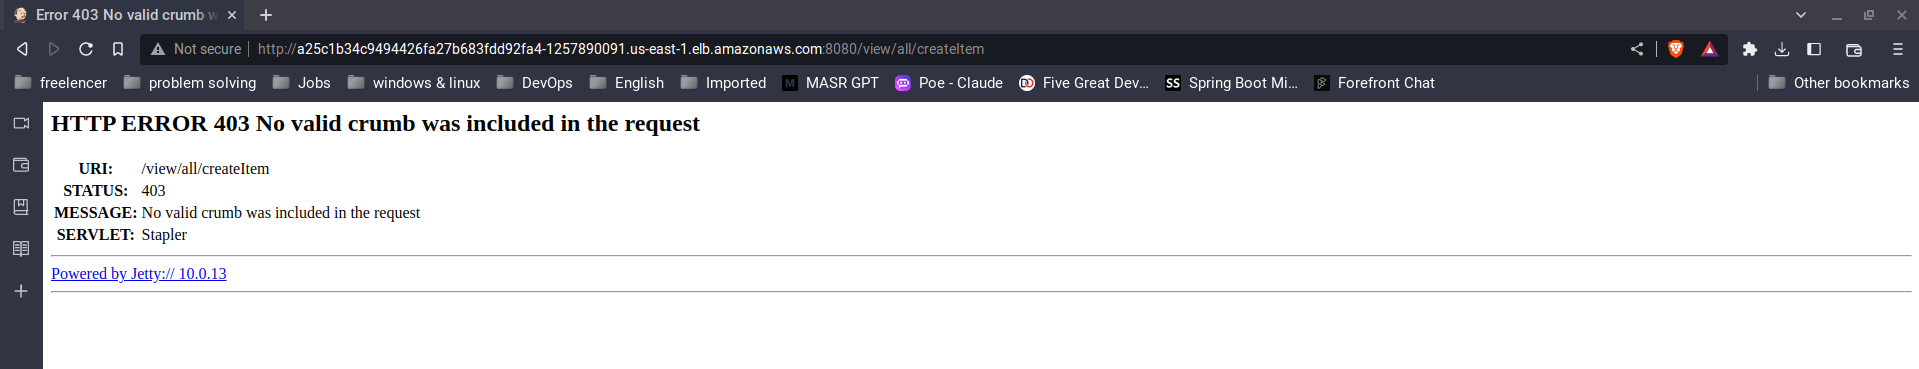 Error 403 No valid crumb w
Not secure http://a25c1b34c9494426fa27b683fdd92fa4-1257890091.us-east-1.elb.amazonaws.com:8080/view/all/createItem
freelencer problem solving Jobs windows & linux DevOps English Imported M MASR GPT Poe - Claude DO Five Great Dev... SS Spring Boot Mi... Forefront Chat Other bookmarks
HTTP ERROR 403 No valid crumb was included in the request
URI: /view/all/createItem
STATUS: 403
MESSAGE: No valid crumb was included in the request
SERVLET: Stapler
Powered by Jetty:// 10.0.13